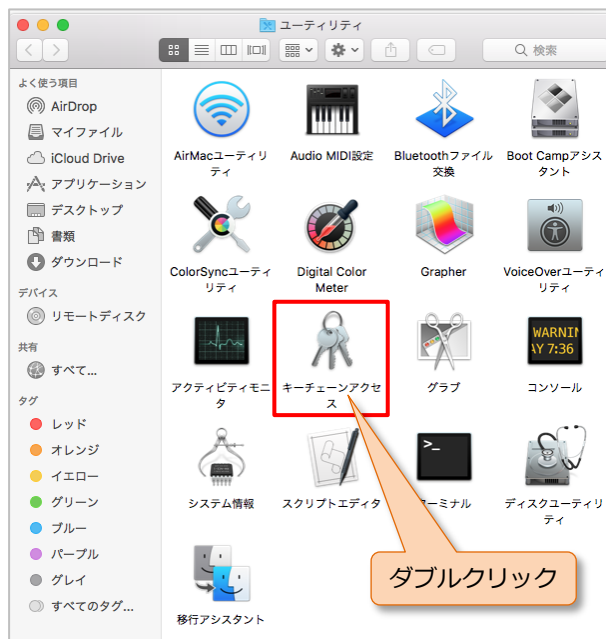 ユーティリティ
検索
よく使う項目
AirDrop
マイファイル
iCloud Drive
アプリケーション
デスクトップ
書類
ダウンロード
デバイス
リモートディスク
共有
すべて...
タグ
レッド
オレンジ
イエロー
グリーン
ブルー
パープル
グレイ
すべてのタグ...
AirMacユーティリ
ティ
Audio MIDI設定
Bluetoothファイル
交換
Boot Campアシス
タント
ColorSyncユーティ
リティ
Digital Color
Meter
Grapher
VoiceOverユーティ
リティ
アクティビティモニ
タ
キーチェーンアクセ
ス
グラブ
WARNIN
AY 7:36
コンソール
システム情報
スクリプトエディタ
>_
ーミナル
ディスクユーティリ
ティ
移行アシスタント
ダブルクリック